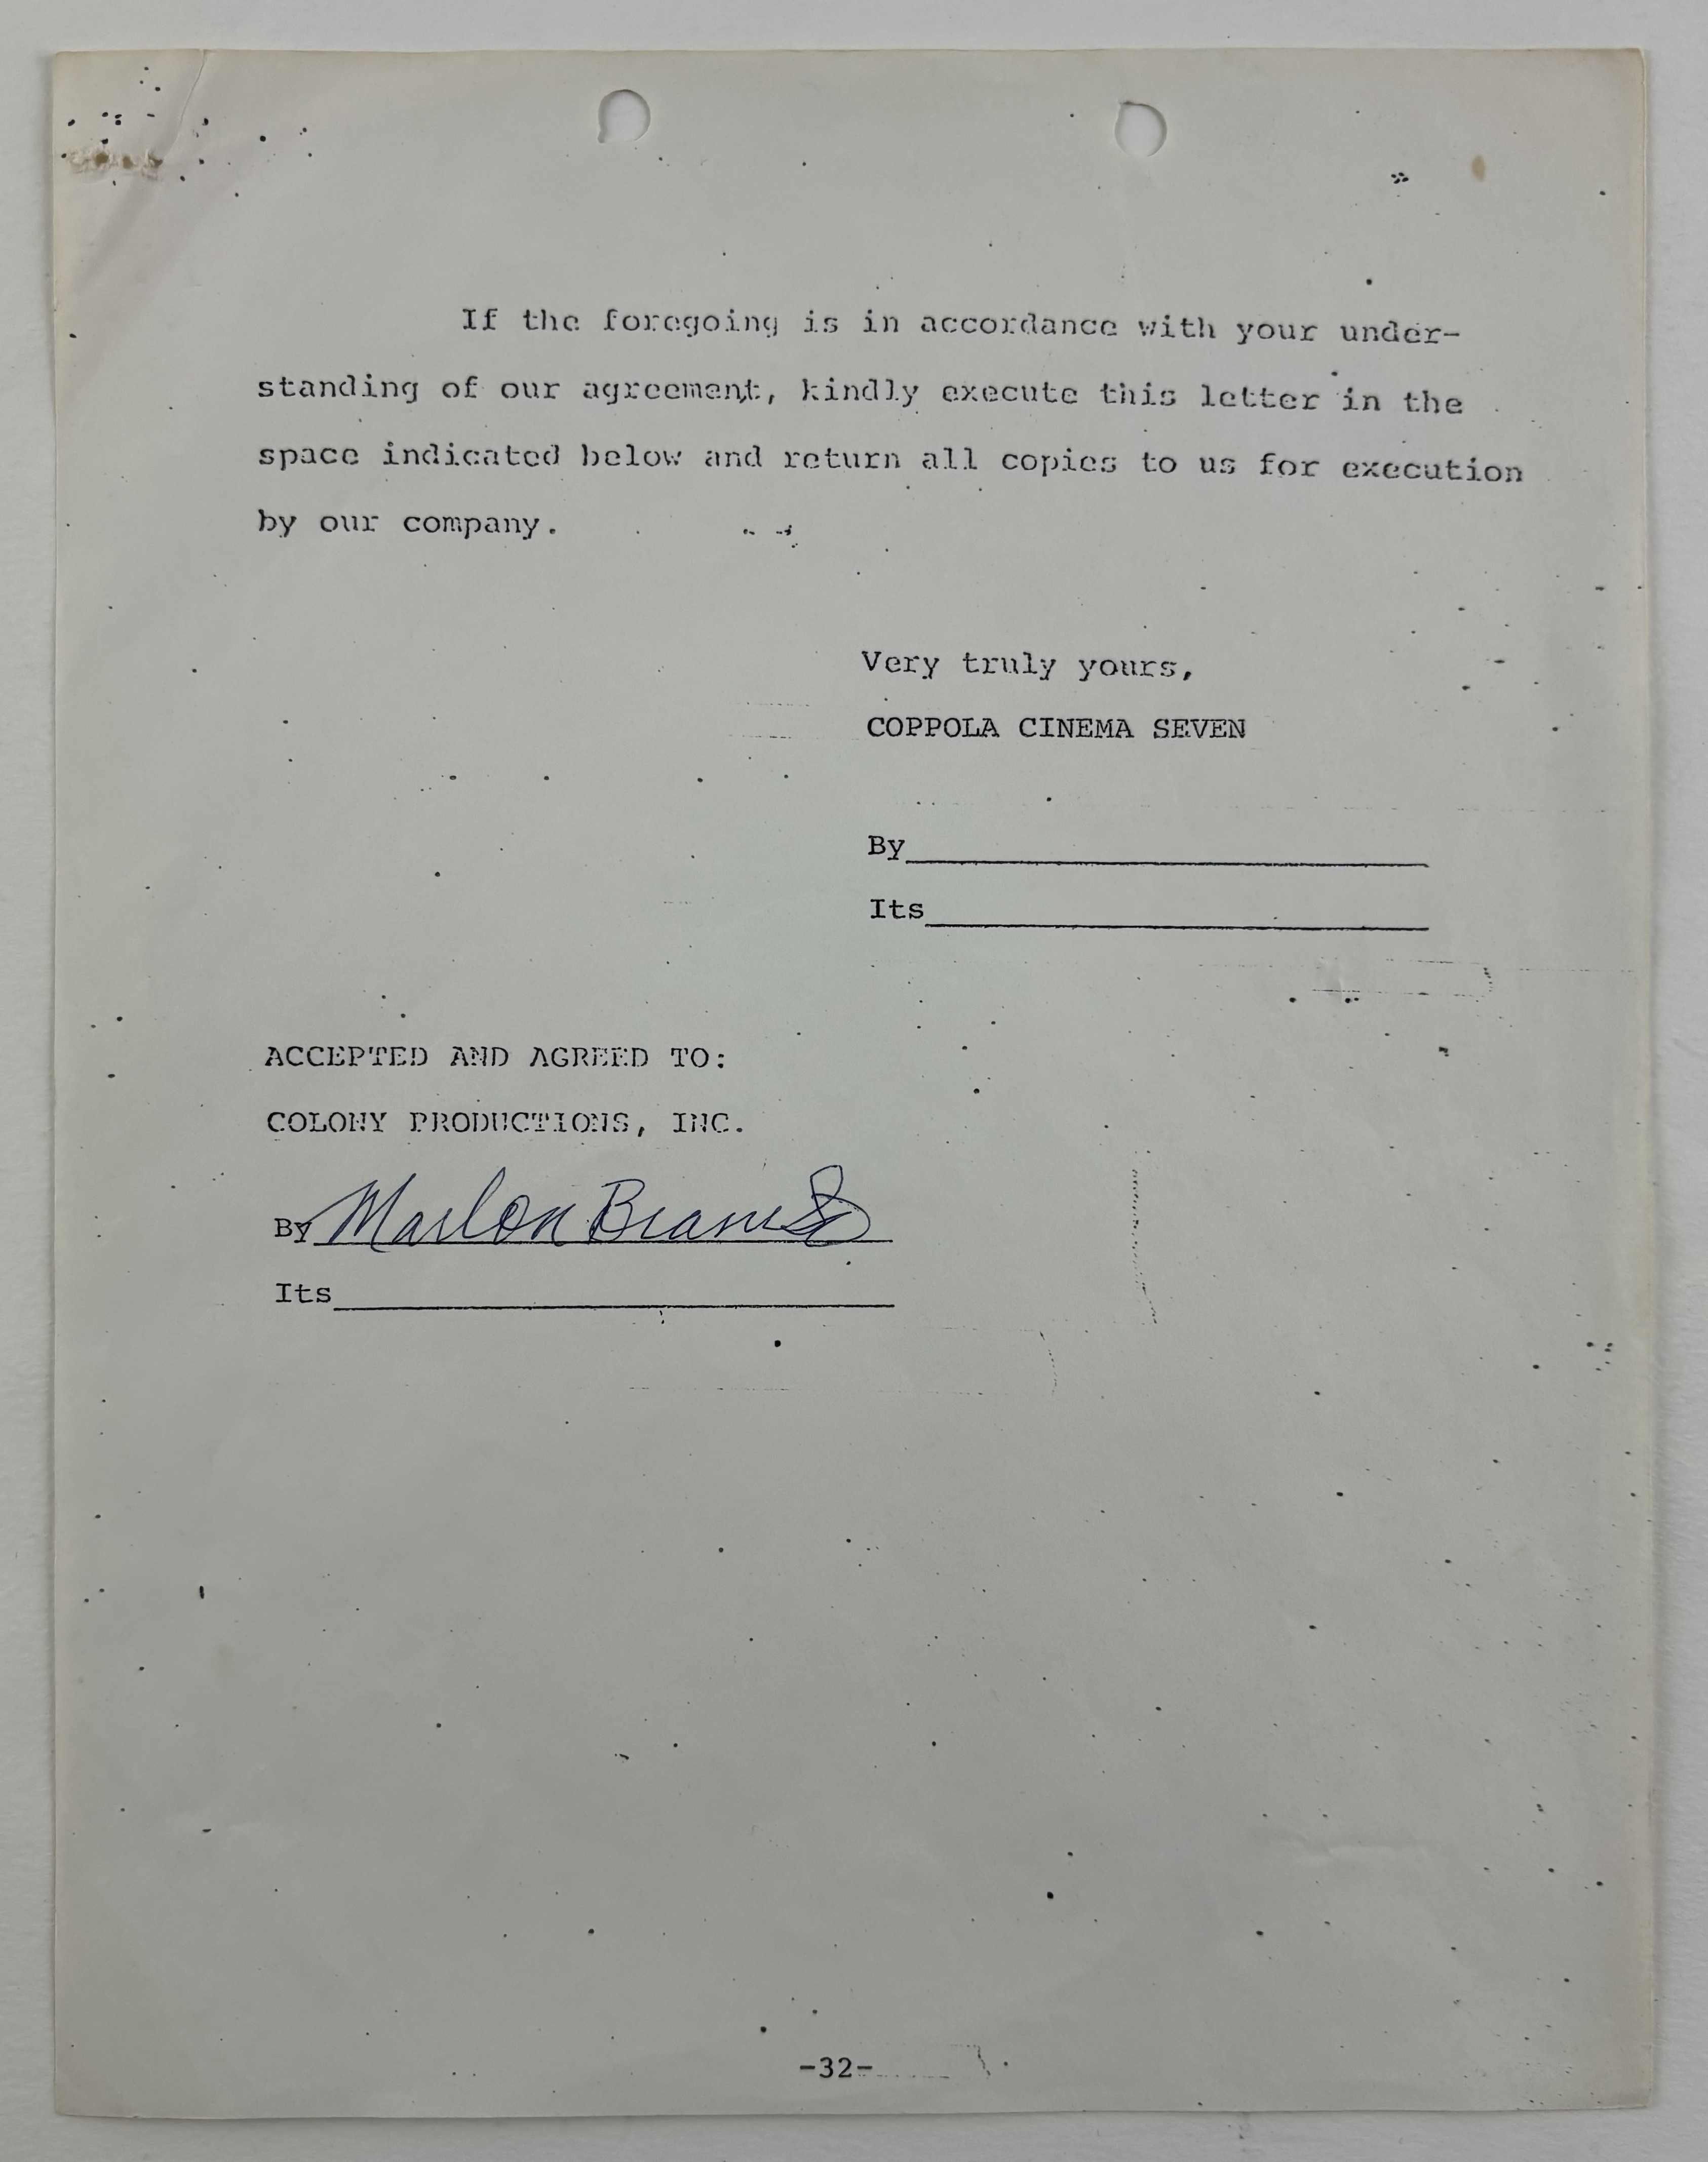 If the foregoing is in accordance with your under-
standing of our agreement, kindly execute this letter in the
space indicated below and return all copies to us for execution
by our company.
Very truly yours,
COPPOLA CINEMA SEVEN
By
Its
ACCEPTED AND AGREED TO:
COLONY PRODUCTIONS, INC.
By Marlon Brando
Its
-32-